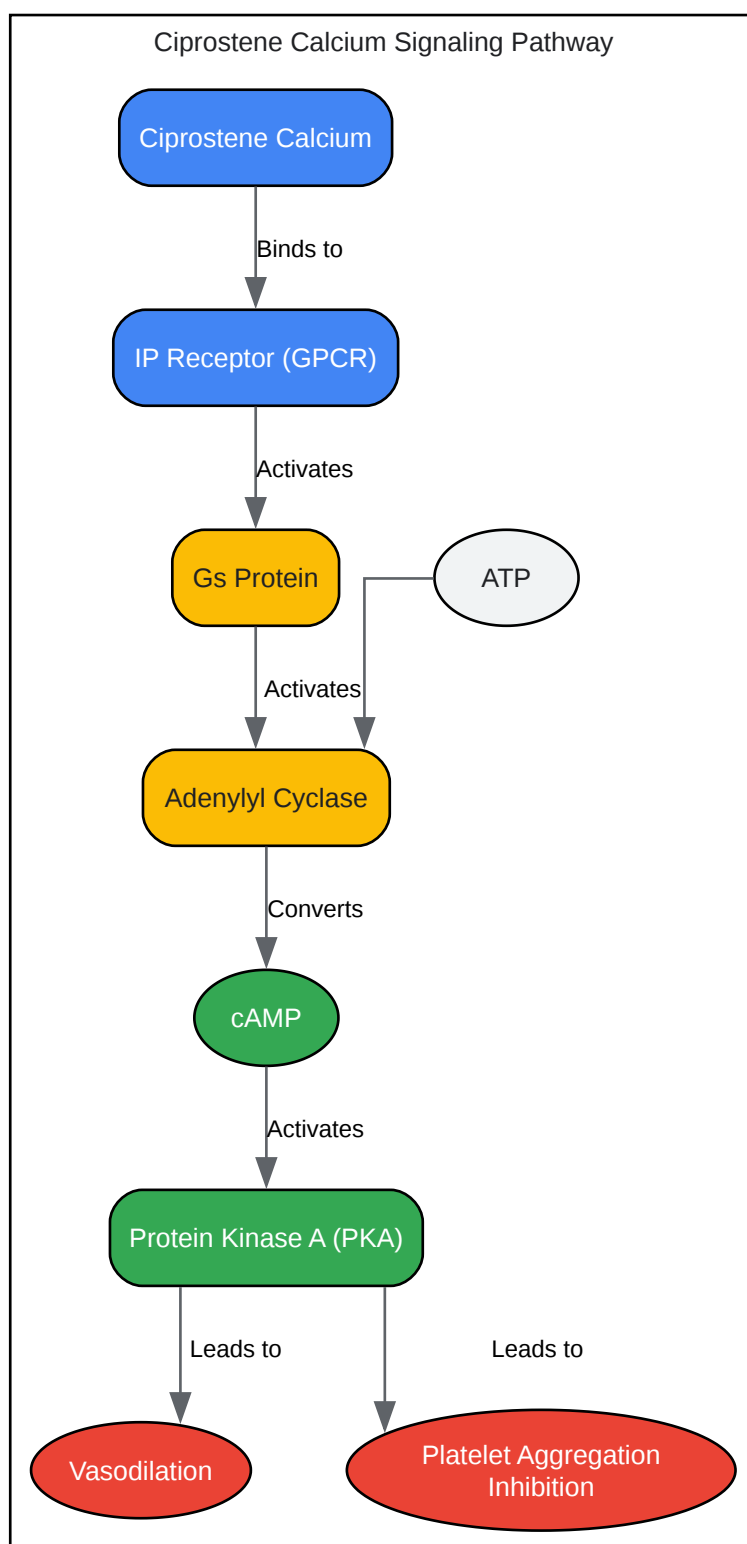 Ciprostene Calcium Signaling Pathway
Ciprostene Calcium
Binds to
IP Receptor (GPCR)
Activates
Gs Protein
ATP
Activates
Adenylyl Cyclase
Converts
cAMP
Activates
Protein Kinase A (PKA)
Leads to
Leads to
Vasodilation
Platelet Aggregation
Inhibition